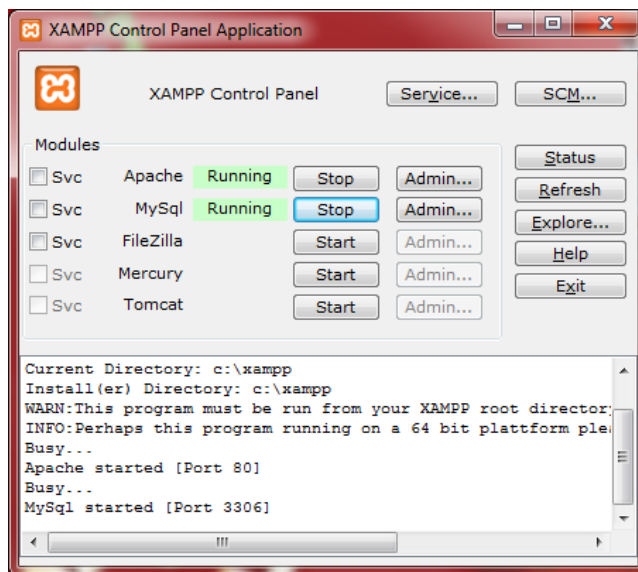 XAMPP Control Panel Application
XAMPP Control Panel Service... SCM...
Modules
Svc Apache Running Stop Admin...
Svc MySql Running Stop Admin...
Svc FileZilla Start Admin...
Svc Mercury Start Admin...
Svc Tomcat Start Admin...
Status
Refresh
Explore...
Help
Exit
Current Directory: c:\xampp
Install(er) Directory: c:\xampp
WARN:This program must be run from your XAMPP root directory
INFO:Perhaps this program running on a 64 bit plattform
Busy...
Apache started [Port 80]
Busy...
MySql started [Port 3306]